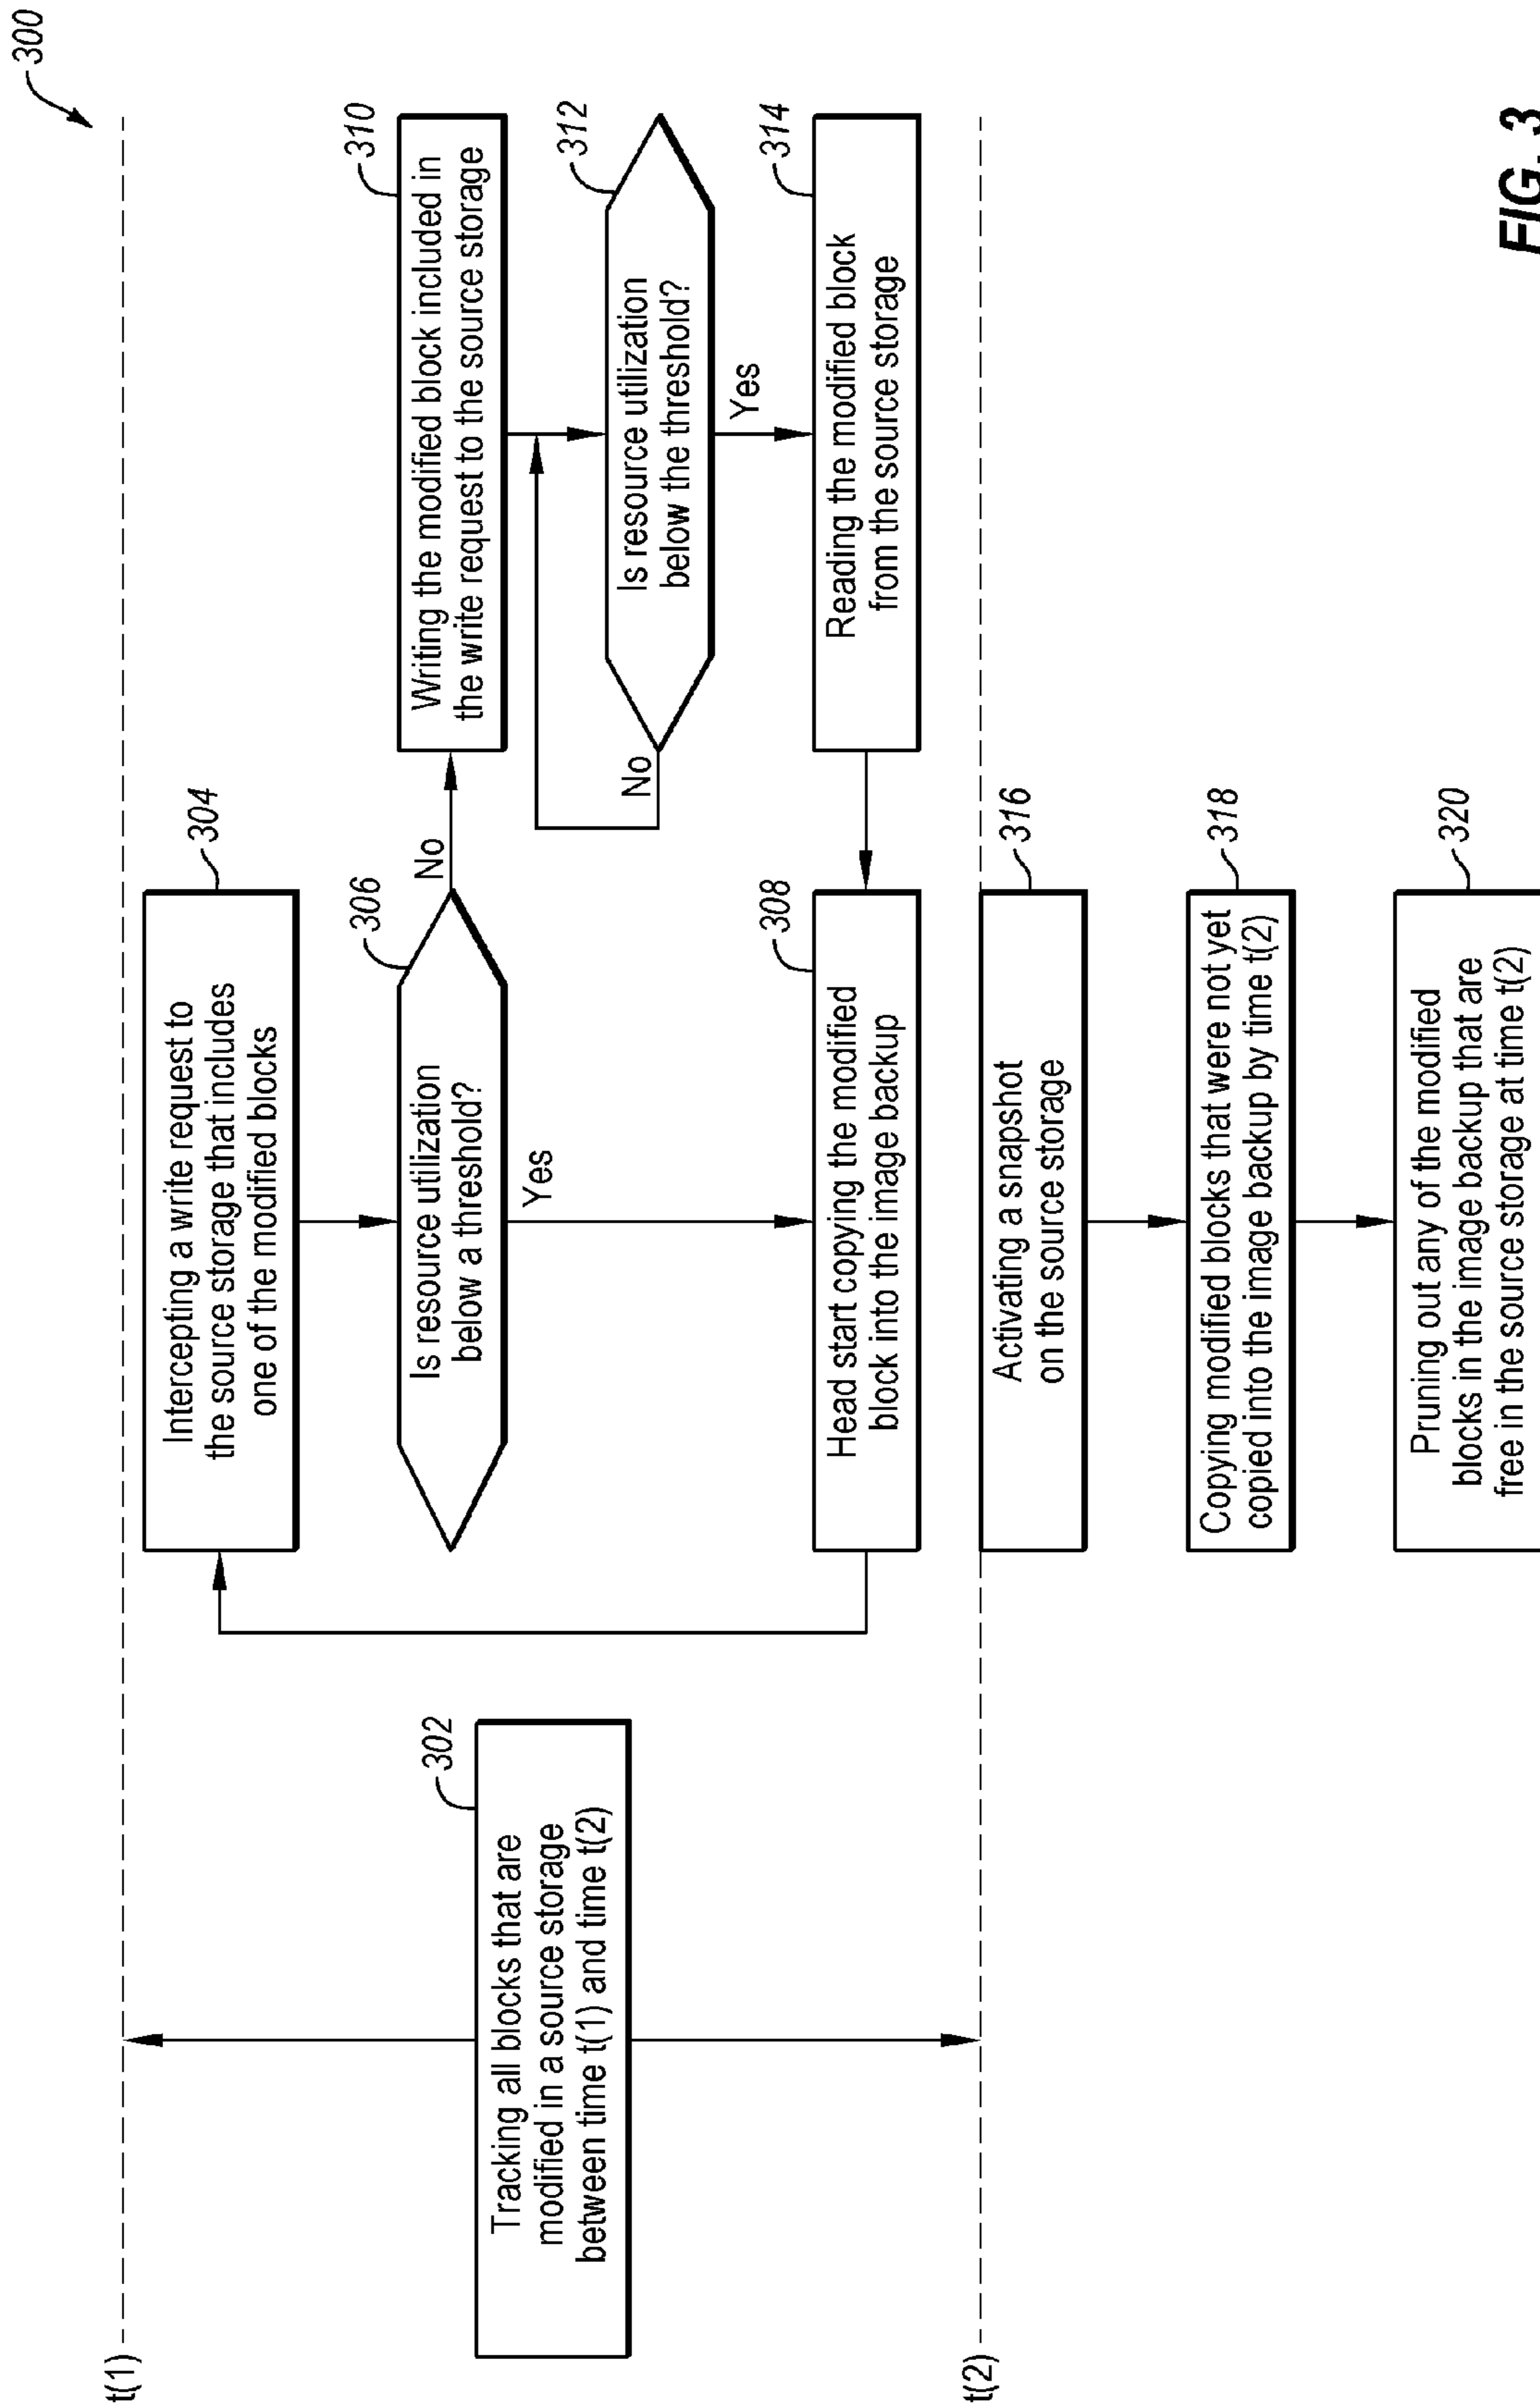 300
t(1)
Tracking all blocks that are
modified in a source storage
between time t(1) and time t(2)
302
Intercepting a write request to
the source storage that includes
one of the modified blocks
304
Is resource utilization
below a threshold?
306
No
Yes
Writing the modified block included in
the write request to the source storage
310
Is resource utilization
below the threshold?
312
No
Yes
Reading the modified block
from the source storage
314
Head start copying the modified
block into the image backup
308
t(2)
Activating a snapshot
on the source storage
316
Copying modified blocks that were not yet
copied into the image backup by time t(2)
318
Pruning out any of the modified
blocks in the image backup that are
free in the source storage at time t(2)
320
FIG. 3